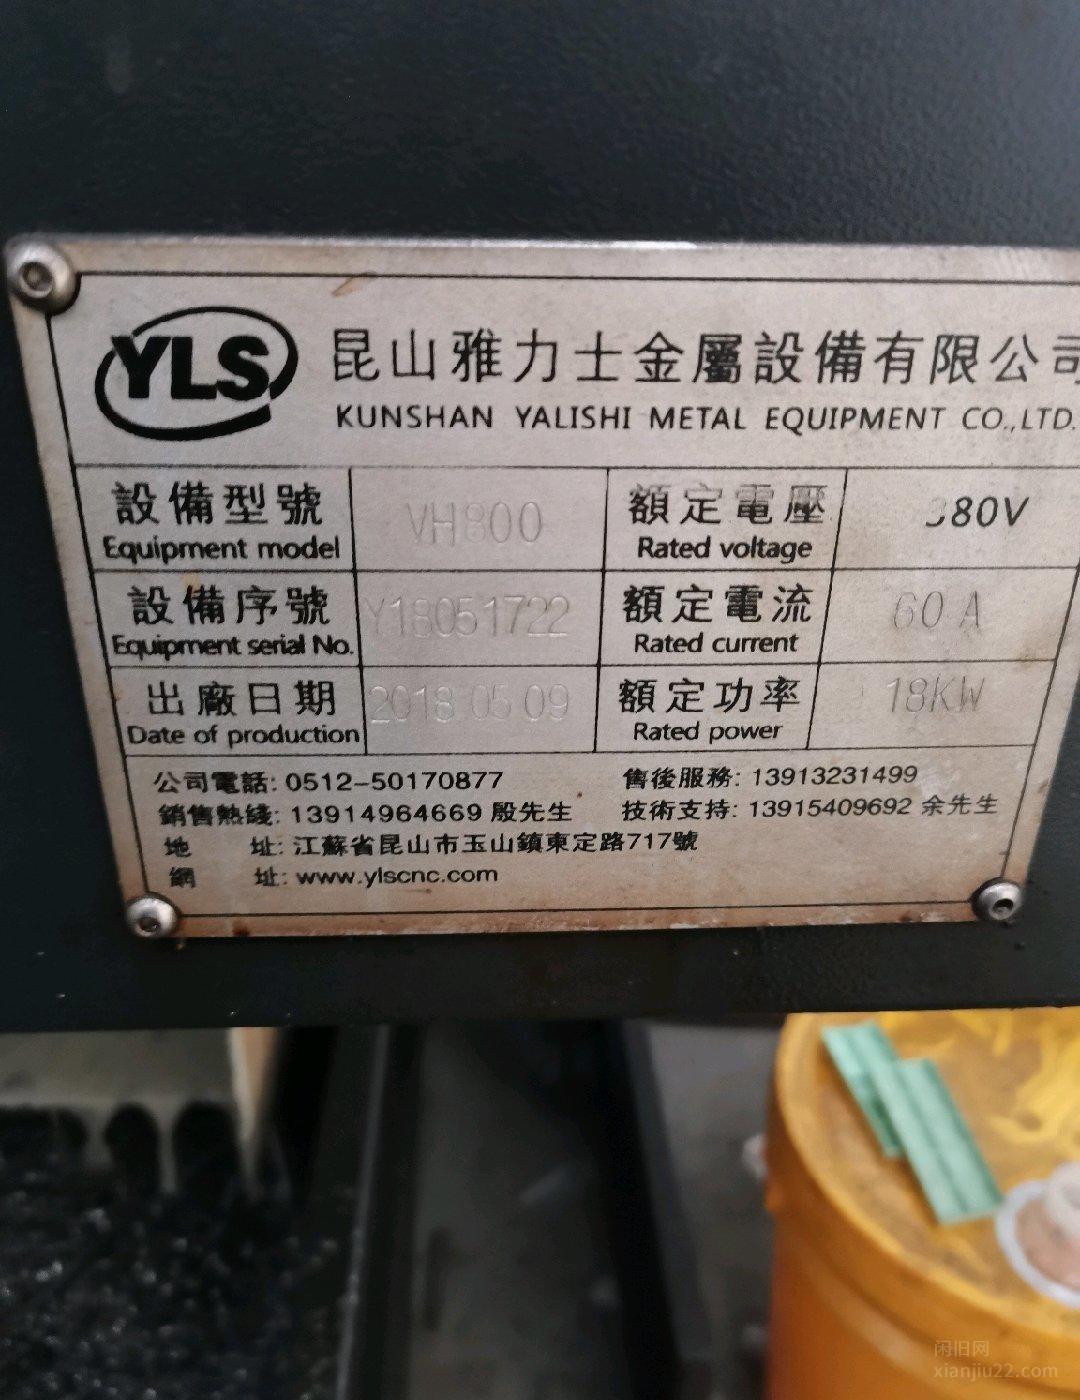 YLS
昆山雅力士金屬設備有限公司
KUNSHAN YALISHI METAL EQUIPMENT CO.,LTD.
設備型號 VH800 額定電壓 380V
Equipment model Rated voltage
設備序號 Y18051722 額定電流 60A
Equipment serial No. Rated current
出廠日期 2018 05 09 額定功率 18KW
Date of production Rated power
公司電話: 0512-50170877 售後服務: 13913231499
銷售熱綫: 13914964669 殷先生 技術支持: 13915409692 余先生
地 址: 江蘇省昆山市玉山鎮東定路717號
網 址: www.ylscnc.com
闲旧网
xianjiu22.com